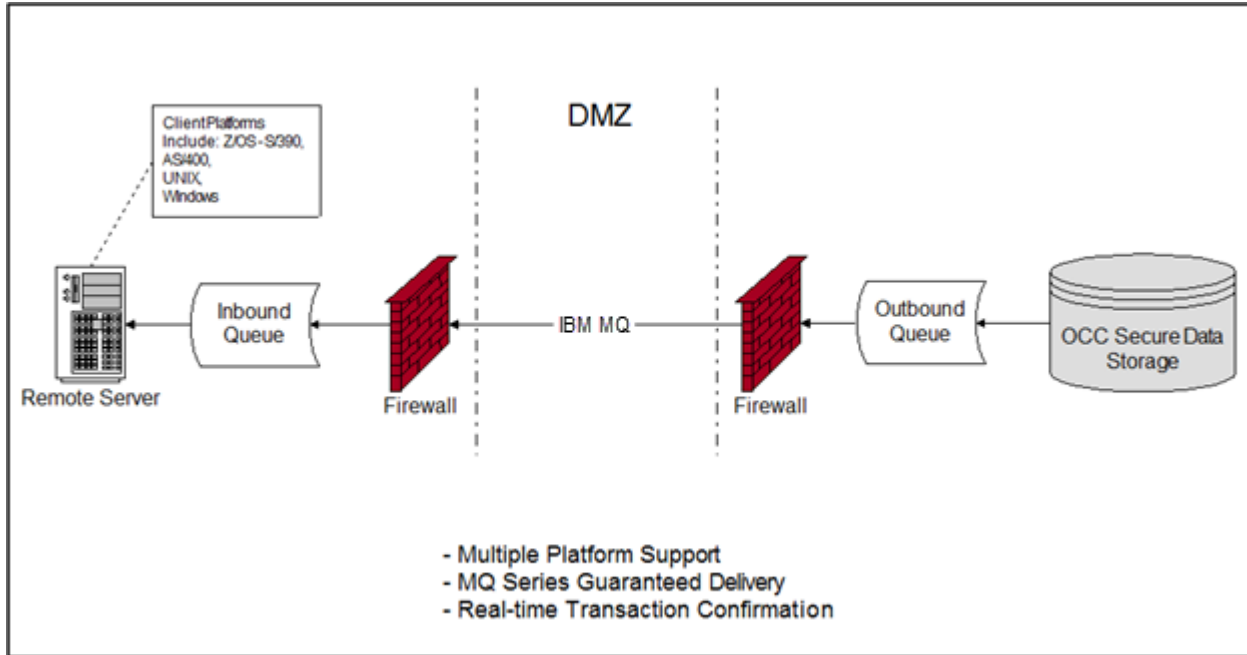 DMZ
ClientPlatforms
Include: Z/OS-S/390,
AS/400,
UNIX,
Windows
Remote Server
Inbound
Queue
Firewall
IBM MQ
Firewall
Outbound
Queue
OCC Secure Data
Storage
- Multiple Platform Support
- MQ Series Guaranteed Delivery
- Real-time Transaction Confirmation